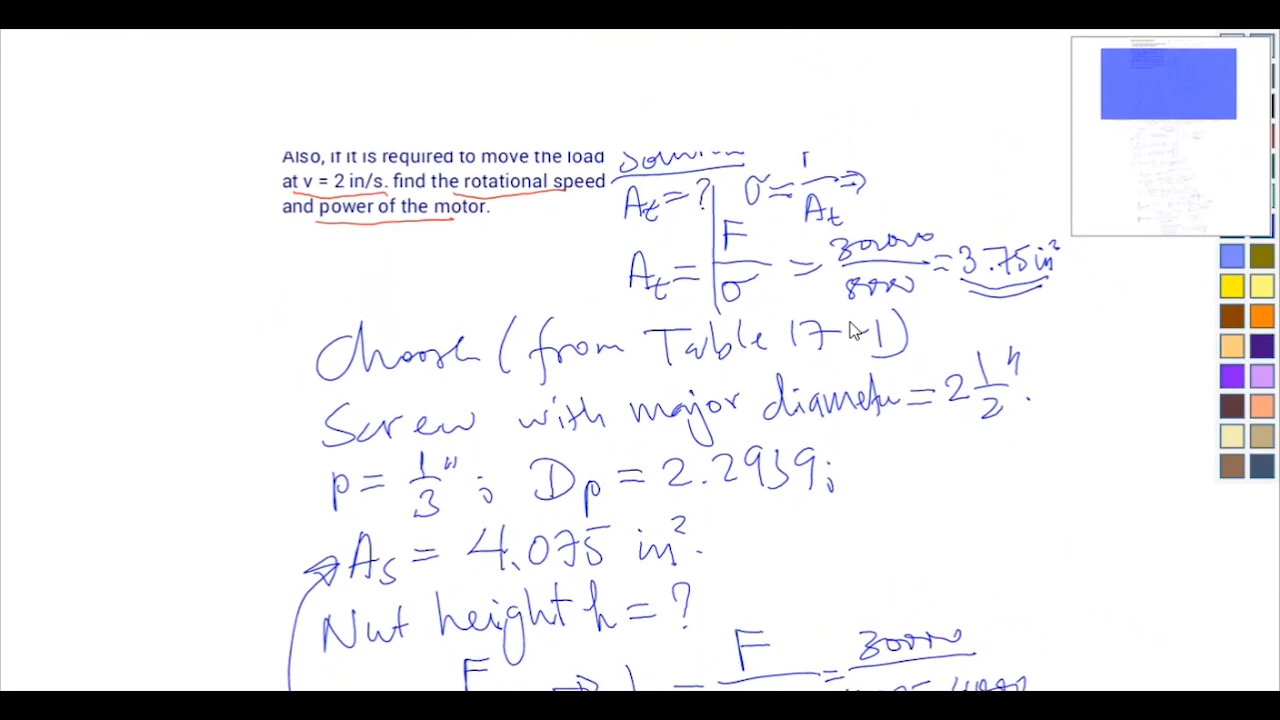 Also, if it is required to move the load
at v = 2 in/s. find the rotational speed
and power of the motor.
Solution
At = ? σ = F/At ⇒
At = F/σ = 30000/8000 = 3.75 in²
Choose (from Table 17-1)
Screw with major diameter = 2 1/2".
p = 1/3" ; Dp = 2.2939;
As = 4.075 in².
Nut height h = ?
F ⇒ h = F = 30000